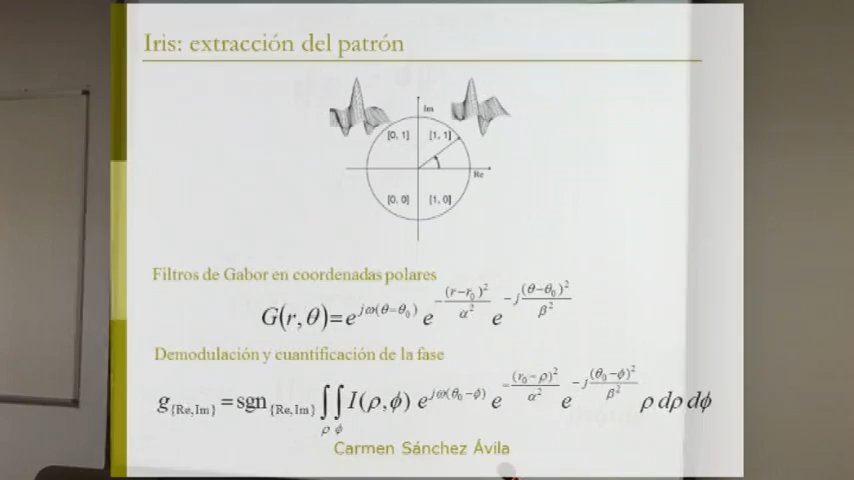 Iris: extracción del patrón
Im
[0, 1] [1, 1]
Re
[0, 0] [1, 0]
Filtros de Gabor en coordenadas polares
G(r,θ)=e^{jω(θ−θ₀)} e^{−(r−r₀)²/α²} e^{−j(θ−θ₀)²/β²}
Demodulación y cuantificación de la fase
g_{Re,Im} = sgn_{Re,Im} ∫_ρ ∫_ϕ I(ρ,ϕ) e^{jω(θ₀−ϕ)} e^{−(r₀−ρ)²/α²} e^{−j(θ₀−ϕ)²/β²} ρ dρ dϕ
Carmen Sánchez Ávila